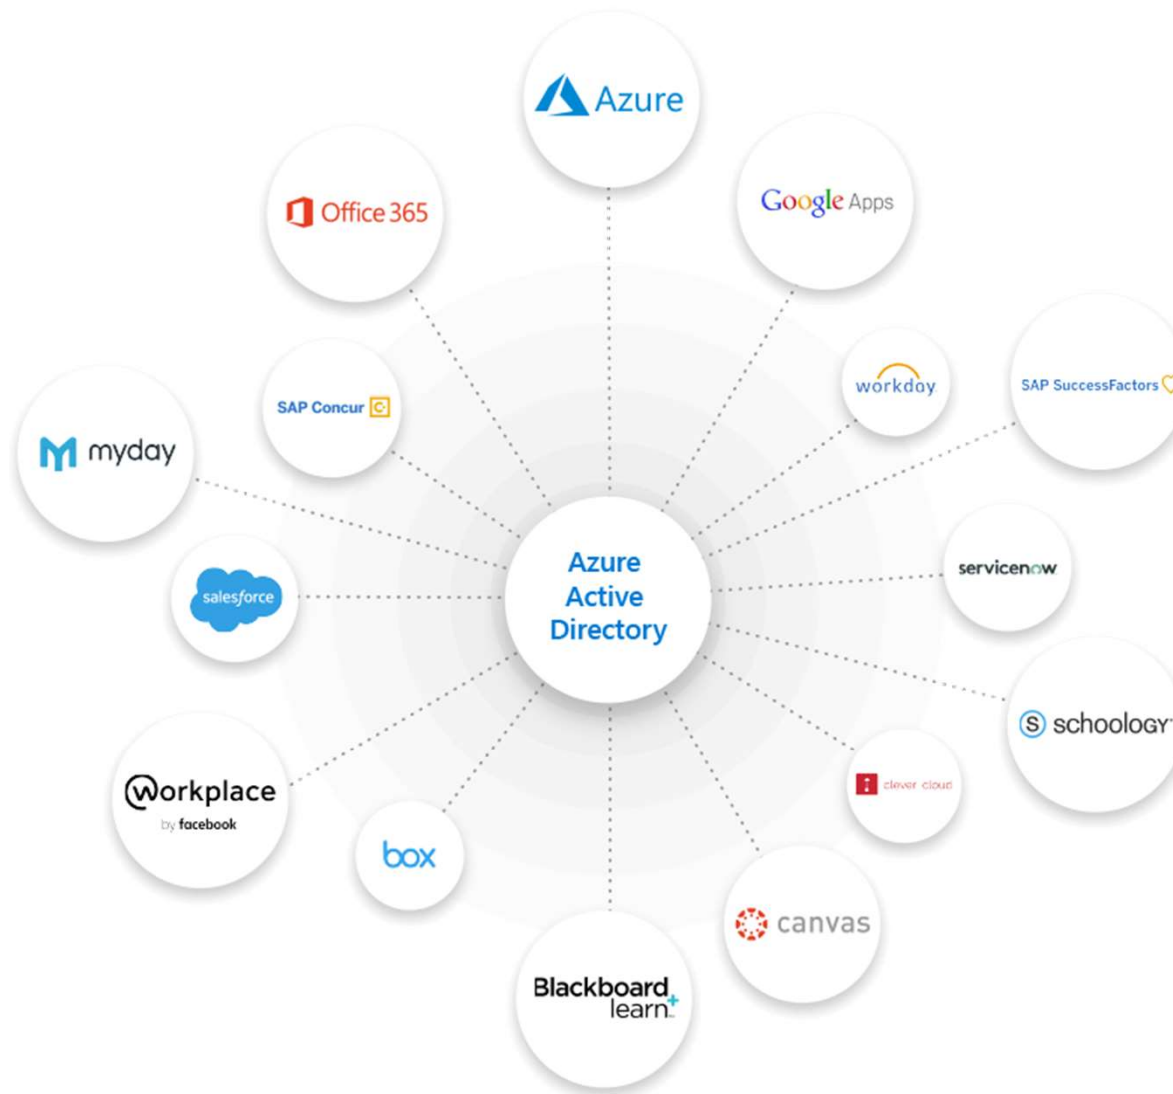 Azure
Google Apps
Office 365
workday
SAP SuccessFactors
SAP Concur
myday
Azure
Active
Directory
servicenow
salesforce
S schoology
clever cloud
workplace
by facebook
box
canvas
Blackboard
learn+